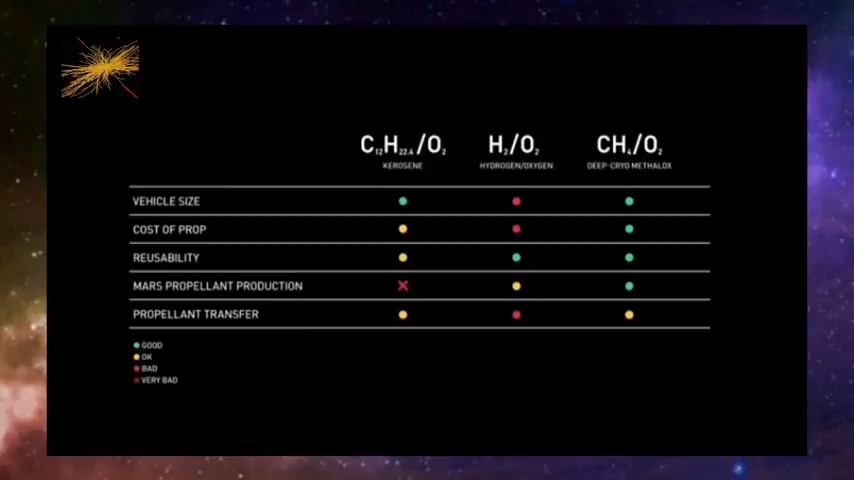 C₁₂H₂₂.₄/O₂ H₂/O₂ CH₄/O₂
KEROSENE HYDROGEN/OXYGEN DEEP-CRYO METHALOX
VEHICLE SIZE
COST OF PROP
REUSABILITY
MARS PROPELLANT PRODUCTION
PROPELLANT TRANSFER
GOOD
OK
BAD
VERY BAD